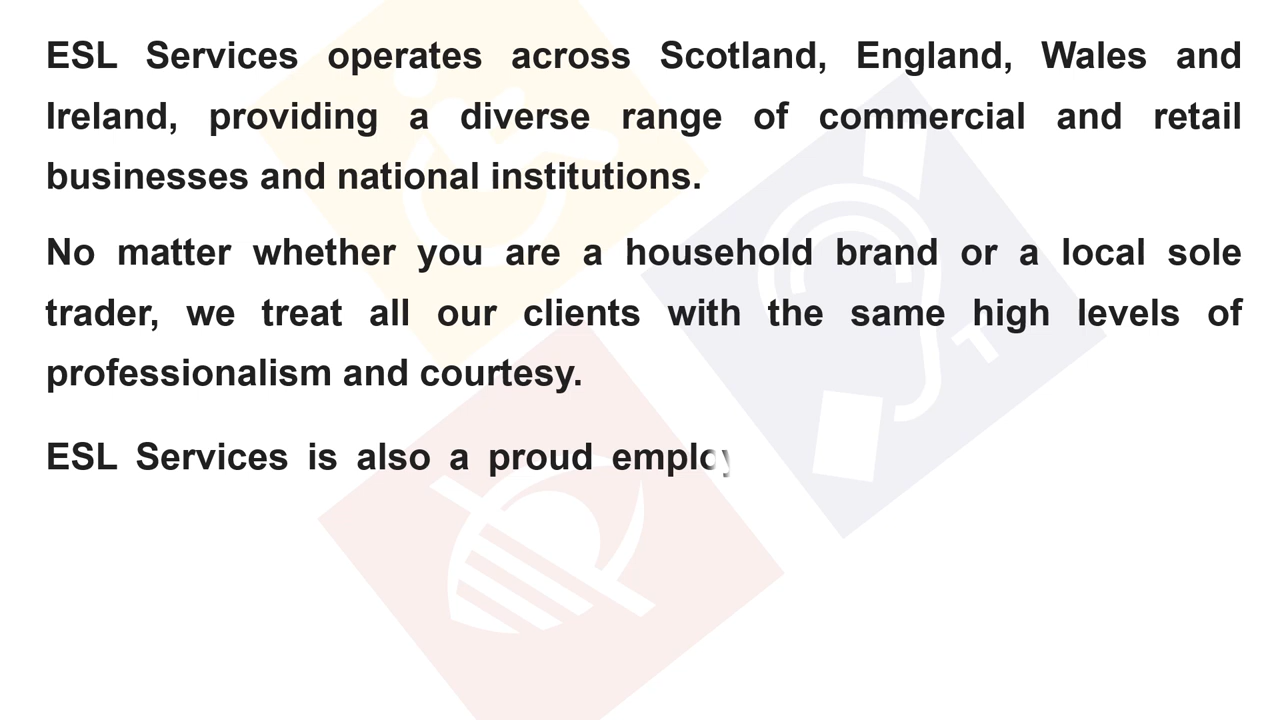 ESL Services operates across Scotland, England, Wales and
Ireland, providing a diverse range of commercial and retail
businesses and national institutions.
No matter whether you are a household brand or a local sole
trader, we treat all our clients with the same high levels of
professionalism and courtesy.
ESL Services is also a proud